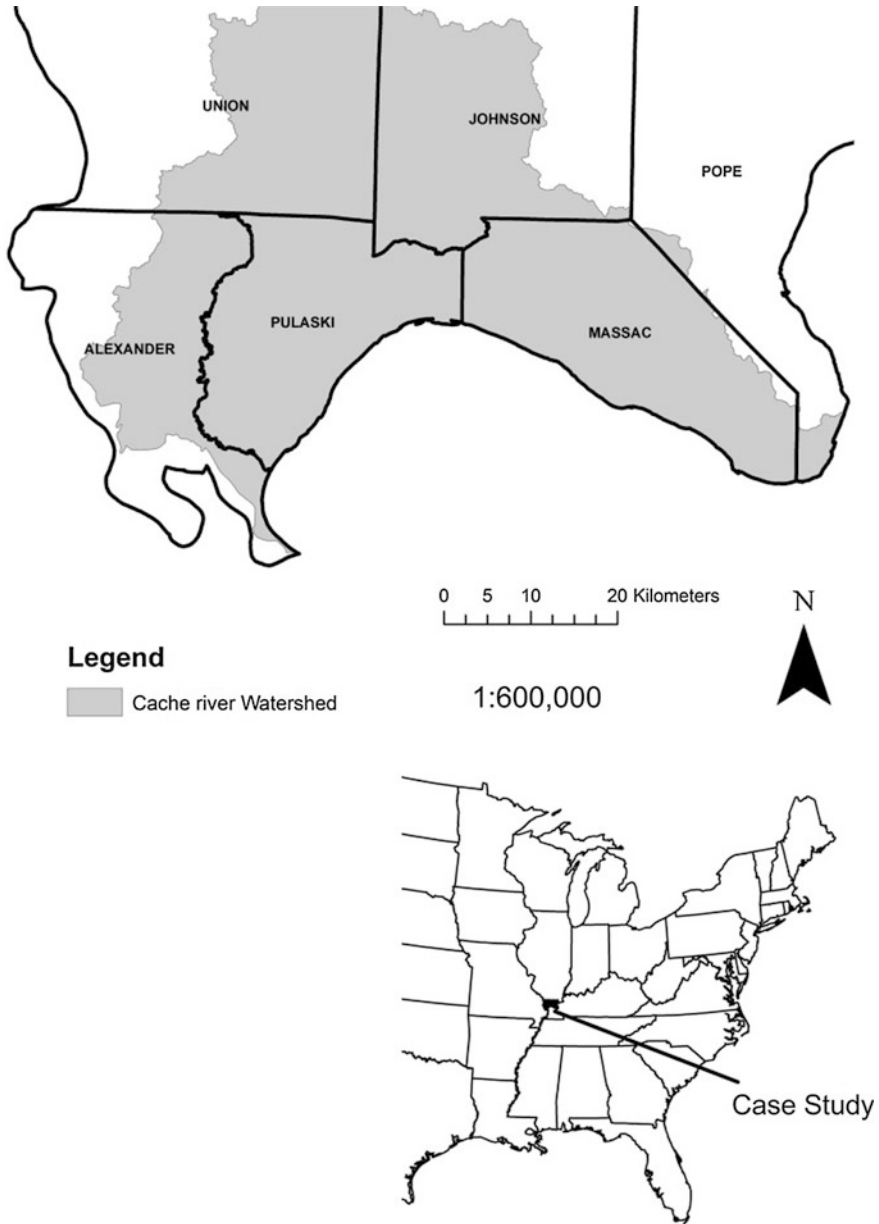 UNION
JOHNSON
POPE
PULASKI
MASSAC
ALEXANDER
0 5 10 20 Kilometers
N
Legend
Cache river Watershed
1:600,000
Case Study